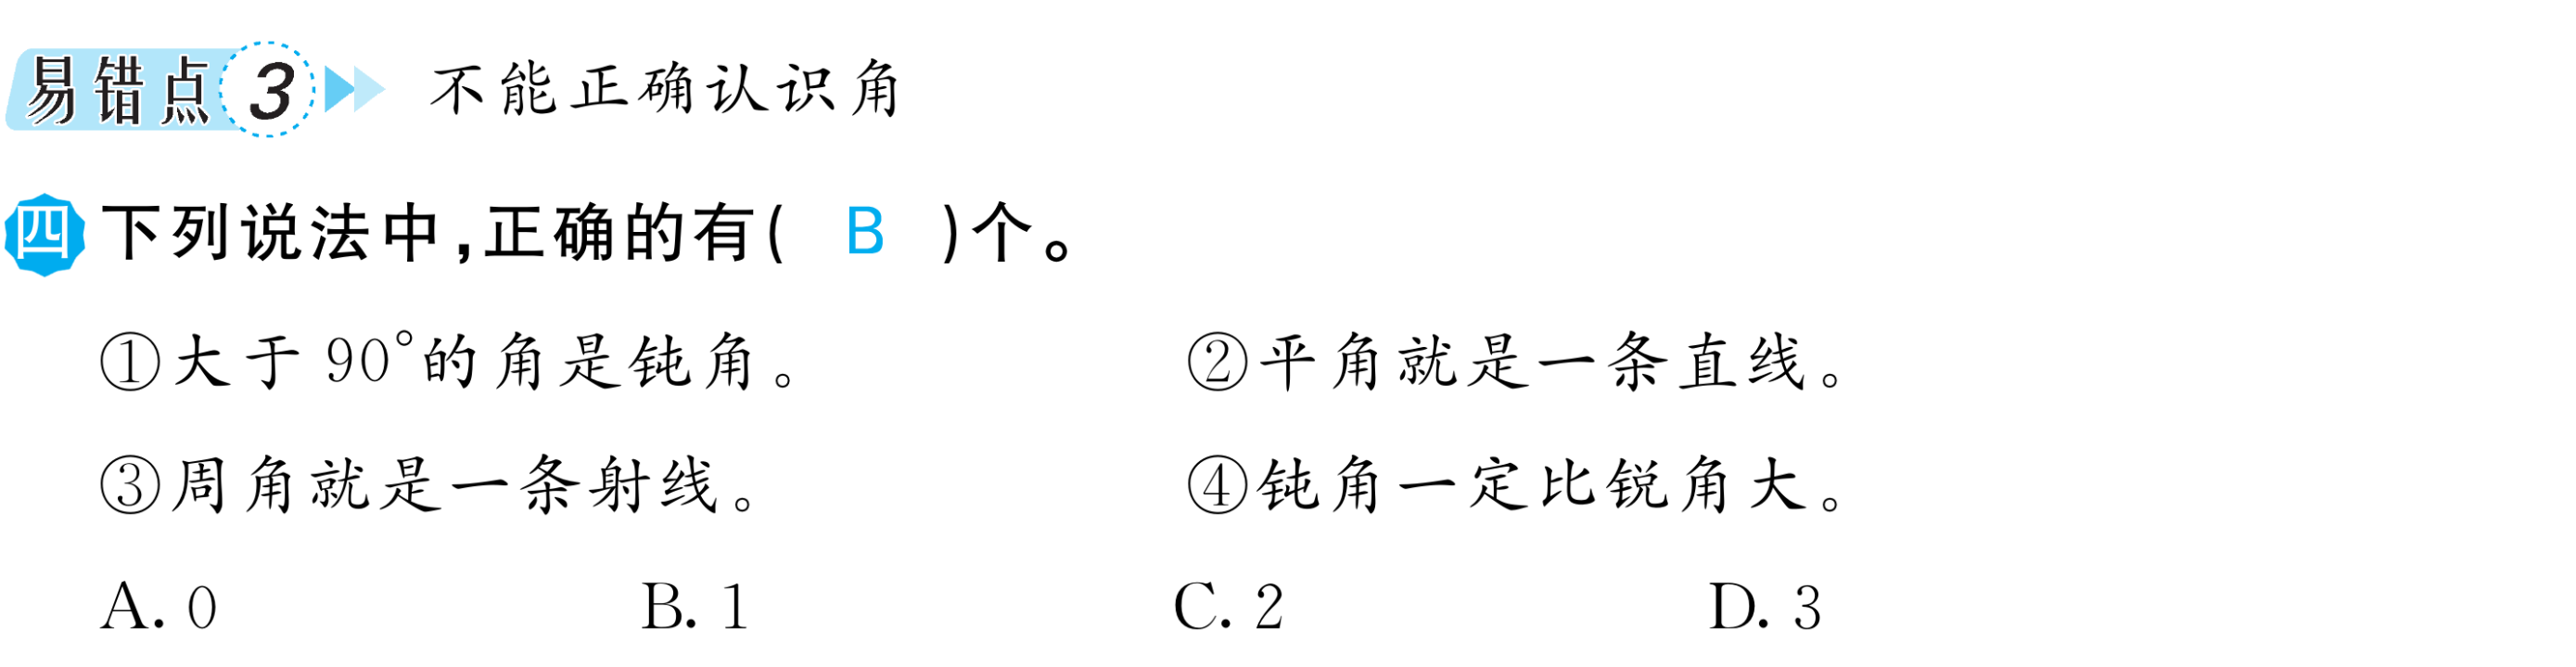 易错点3 不能正确认识角
四 下列说法中,正确的有( B )个。
①大于90°的角是钝角。 ②平角就是一条直线。
③周角就是一条射线。 ④钝角一定比锐角大。
A. 0 B. 1 C. 2 D. 3